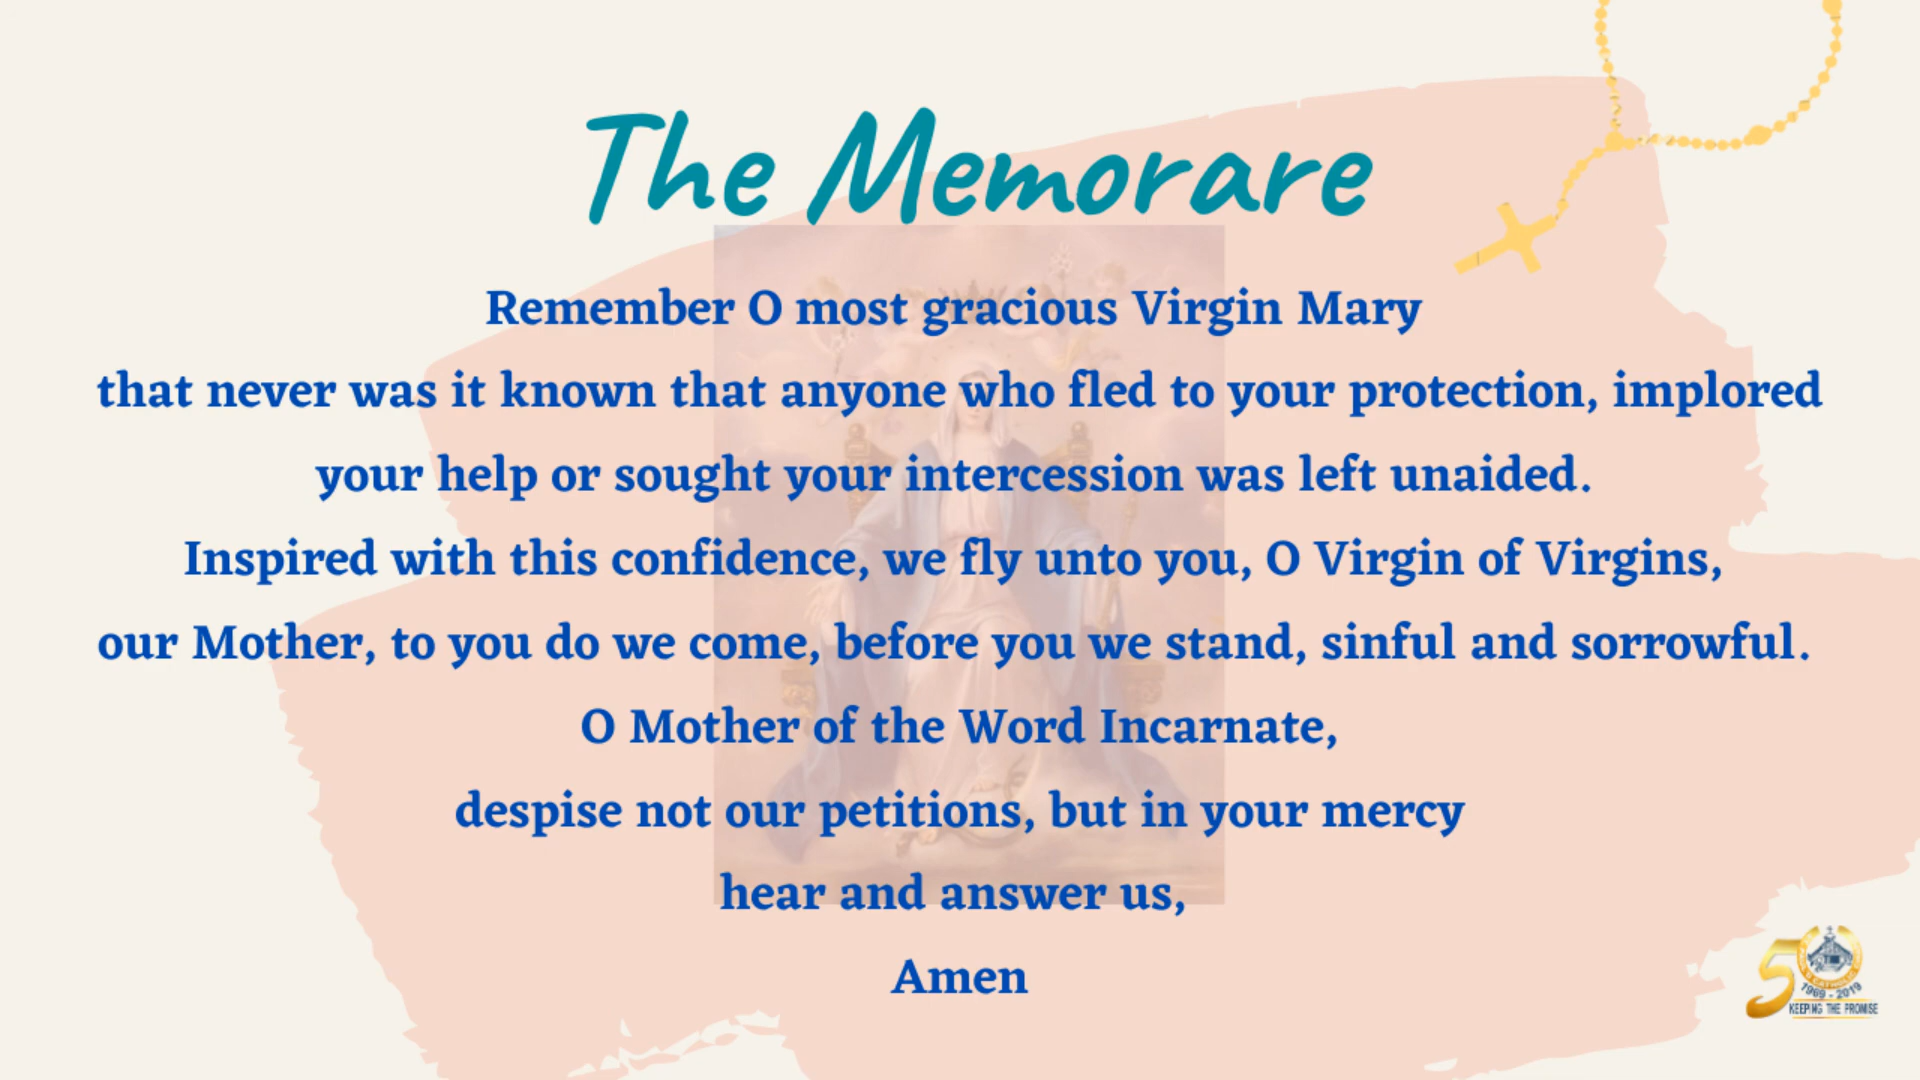 The Memorare
Remember O most gracious Virgin Mary
that never was it known that anyone who fled to your protection, implored
your help or sought your intercession was left unaided.
Inspired with this confidence, we fly unto you, O Virgin of Virgins,
our Mother, to you do we come, before you we stand, sinful and sorrowful.
O Mother of the Word Incarnate,
despise not our petitions, but in your mercy
hear and answer us,
Amen
50
1969 - 2019
KEEPING THE PROMISE